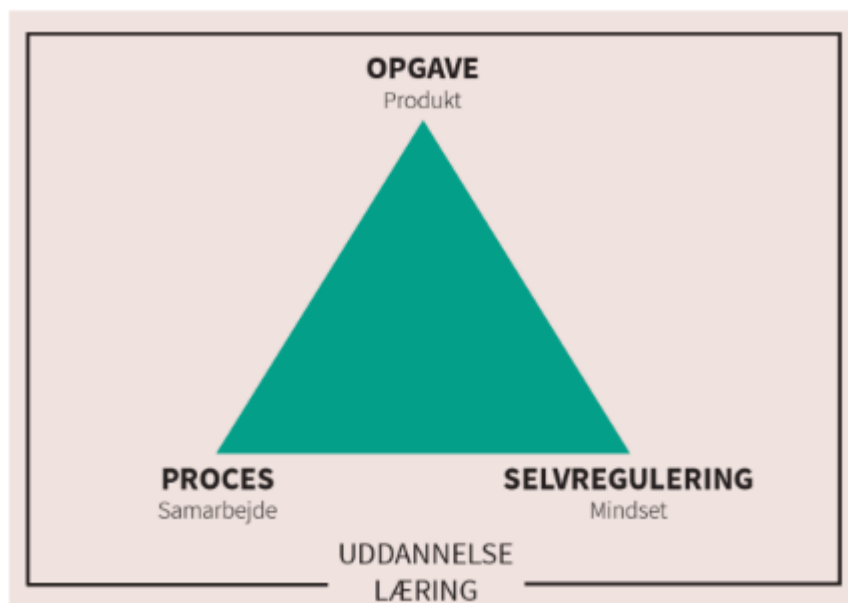 OPGAVE
Produkt
PROCES
Samarbejde
SELVREGULERING
Mindset
UDDANNELSE
LÆRING